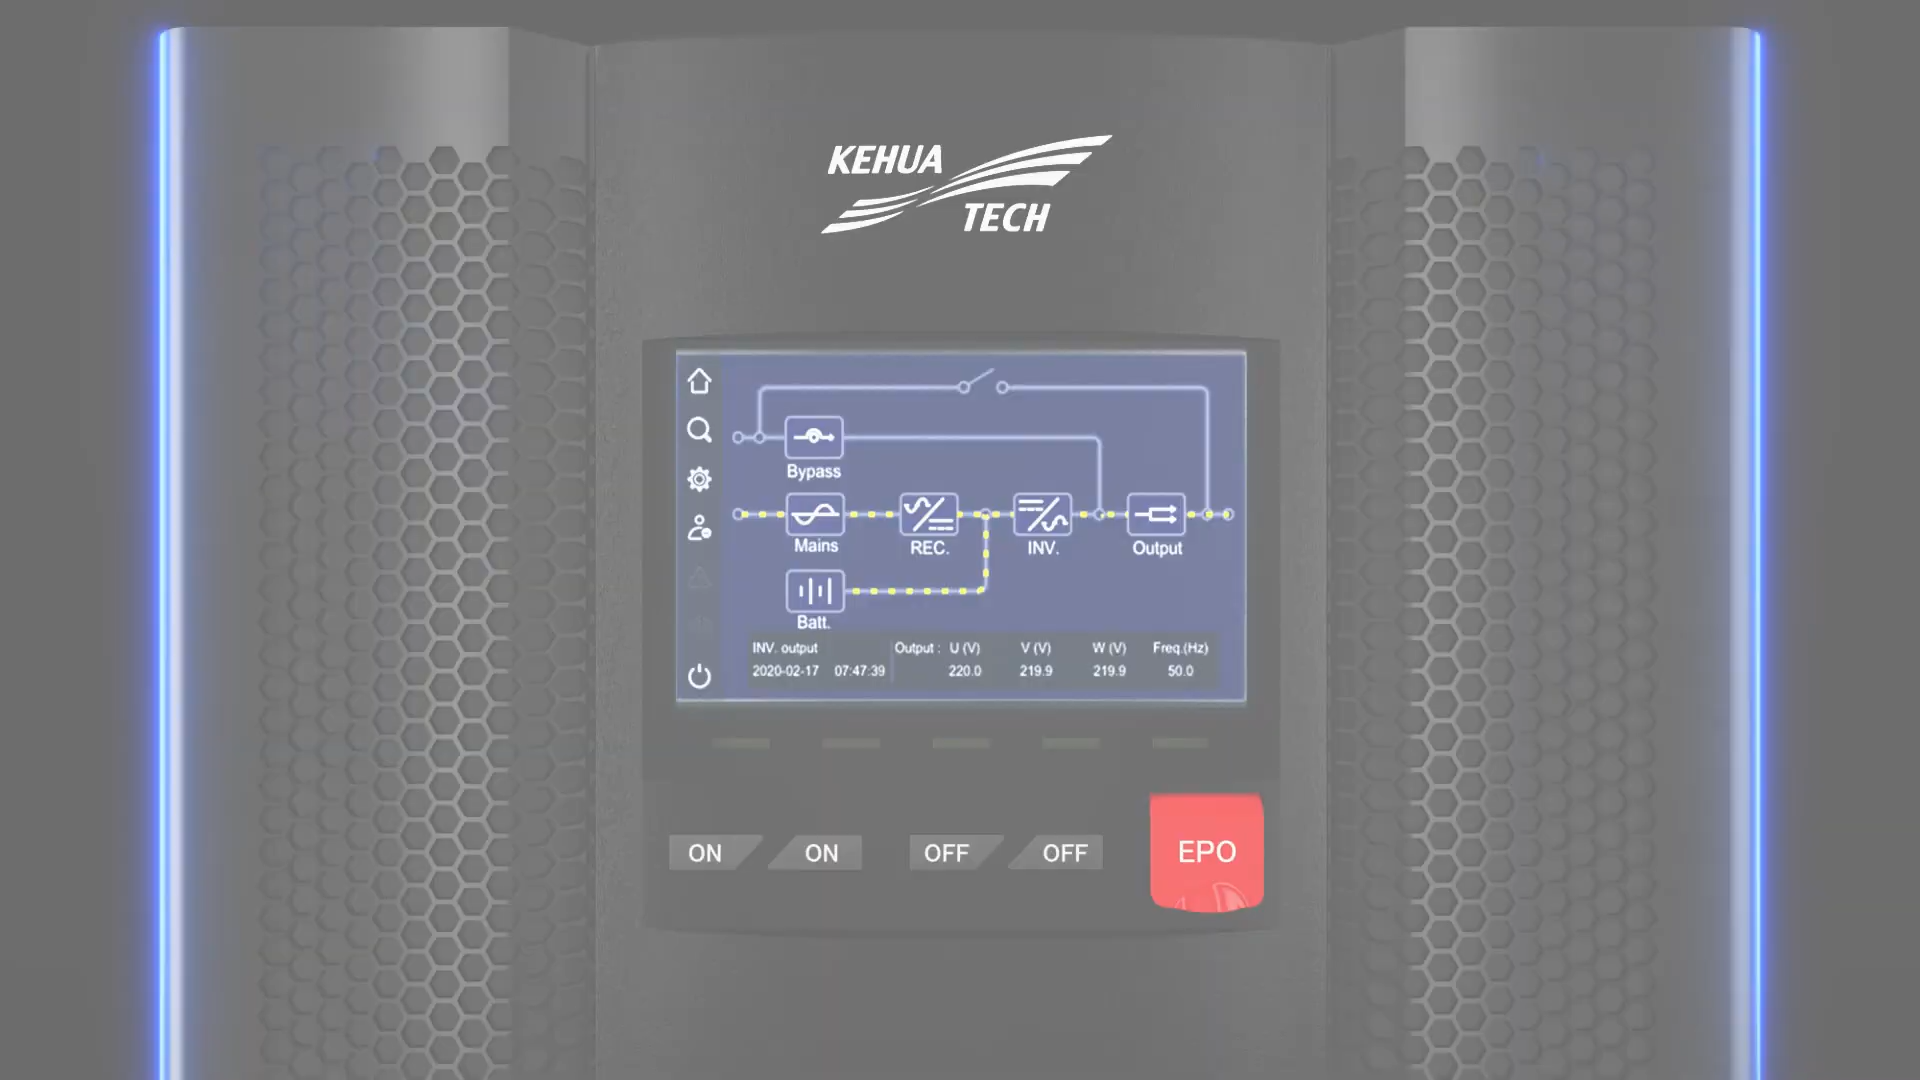 KEHUA
TECH
Bypass
Mains
REC.
INV.
Output
Batt.
INV. output
Output : U (V) V (V) W (V) Freq.(Hz)
2020-02-17 07:47:39
220.0 219.9 219.9 50.0
ON ON OFF OFF EPO